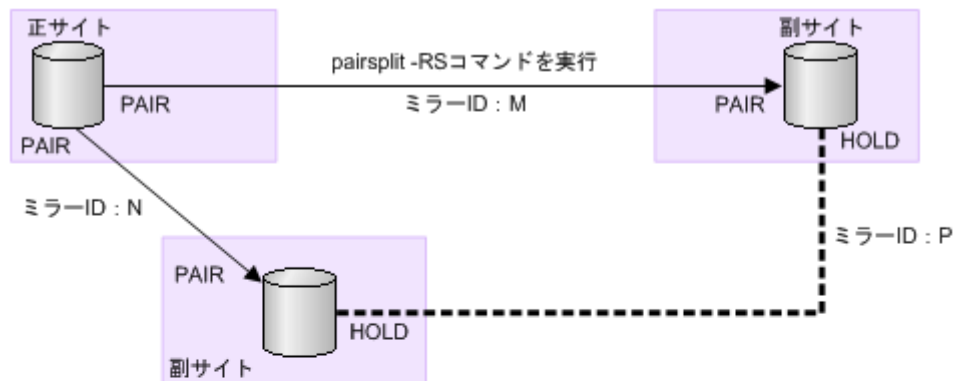 正サイト
副サイト
pairsplit -RSコマンドを実行
PAIR
ミラーID：M
PAIR
PAIR
HOLD
ミラーID：N
ミラーID：P
PAIR
HOLD
副サイト